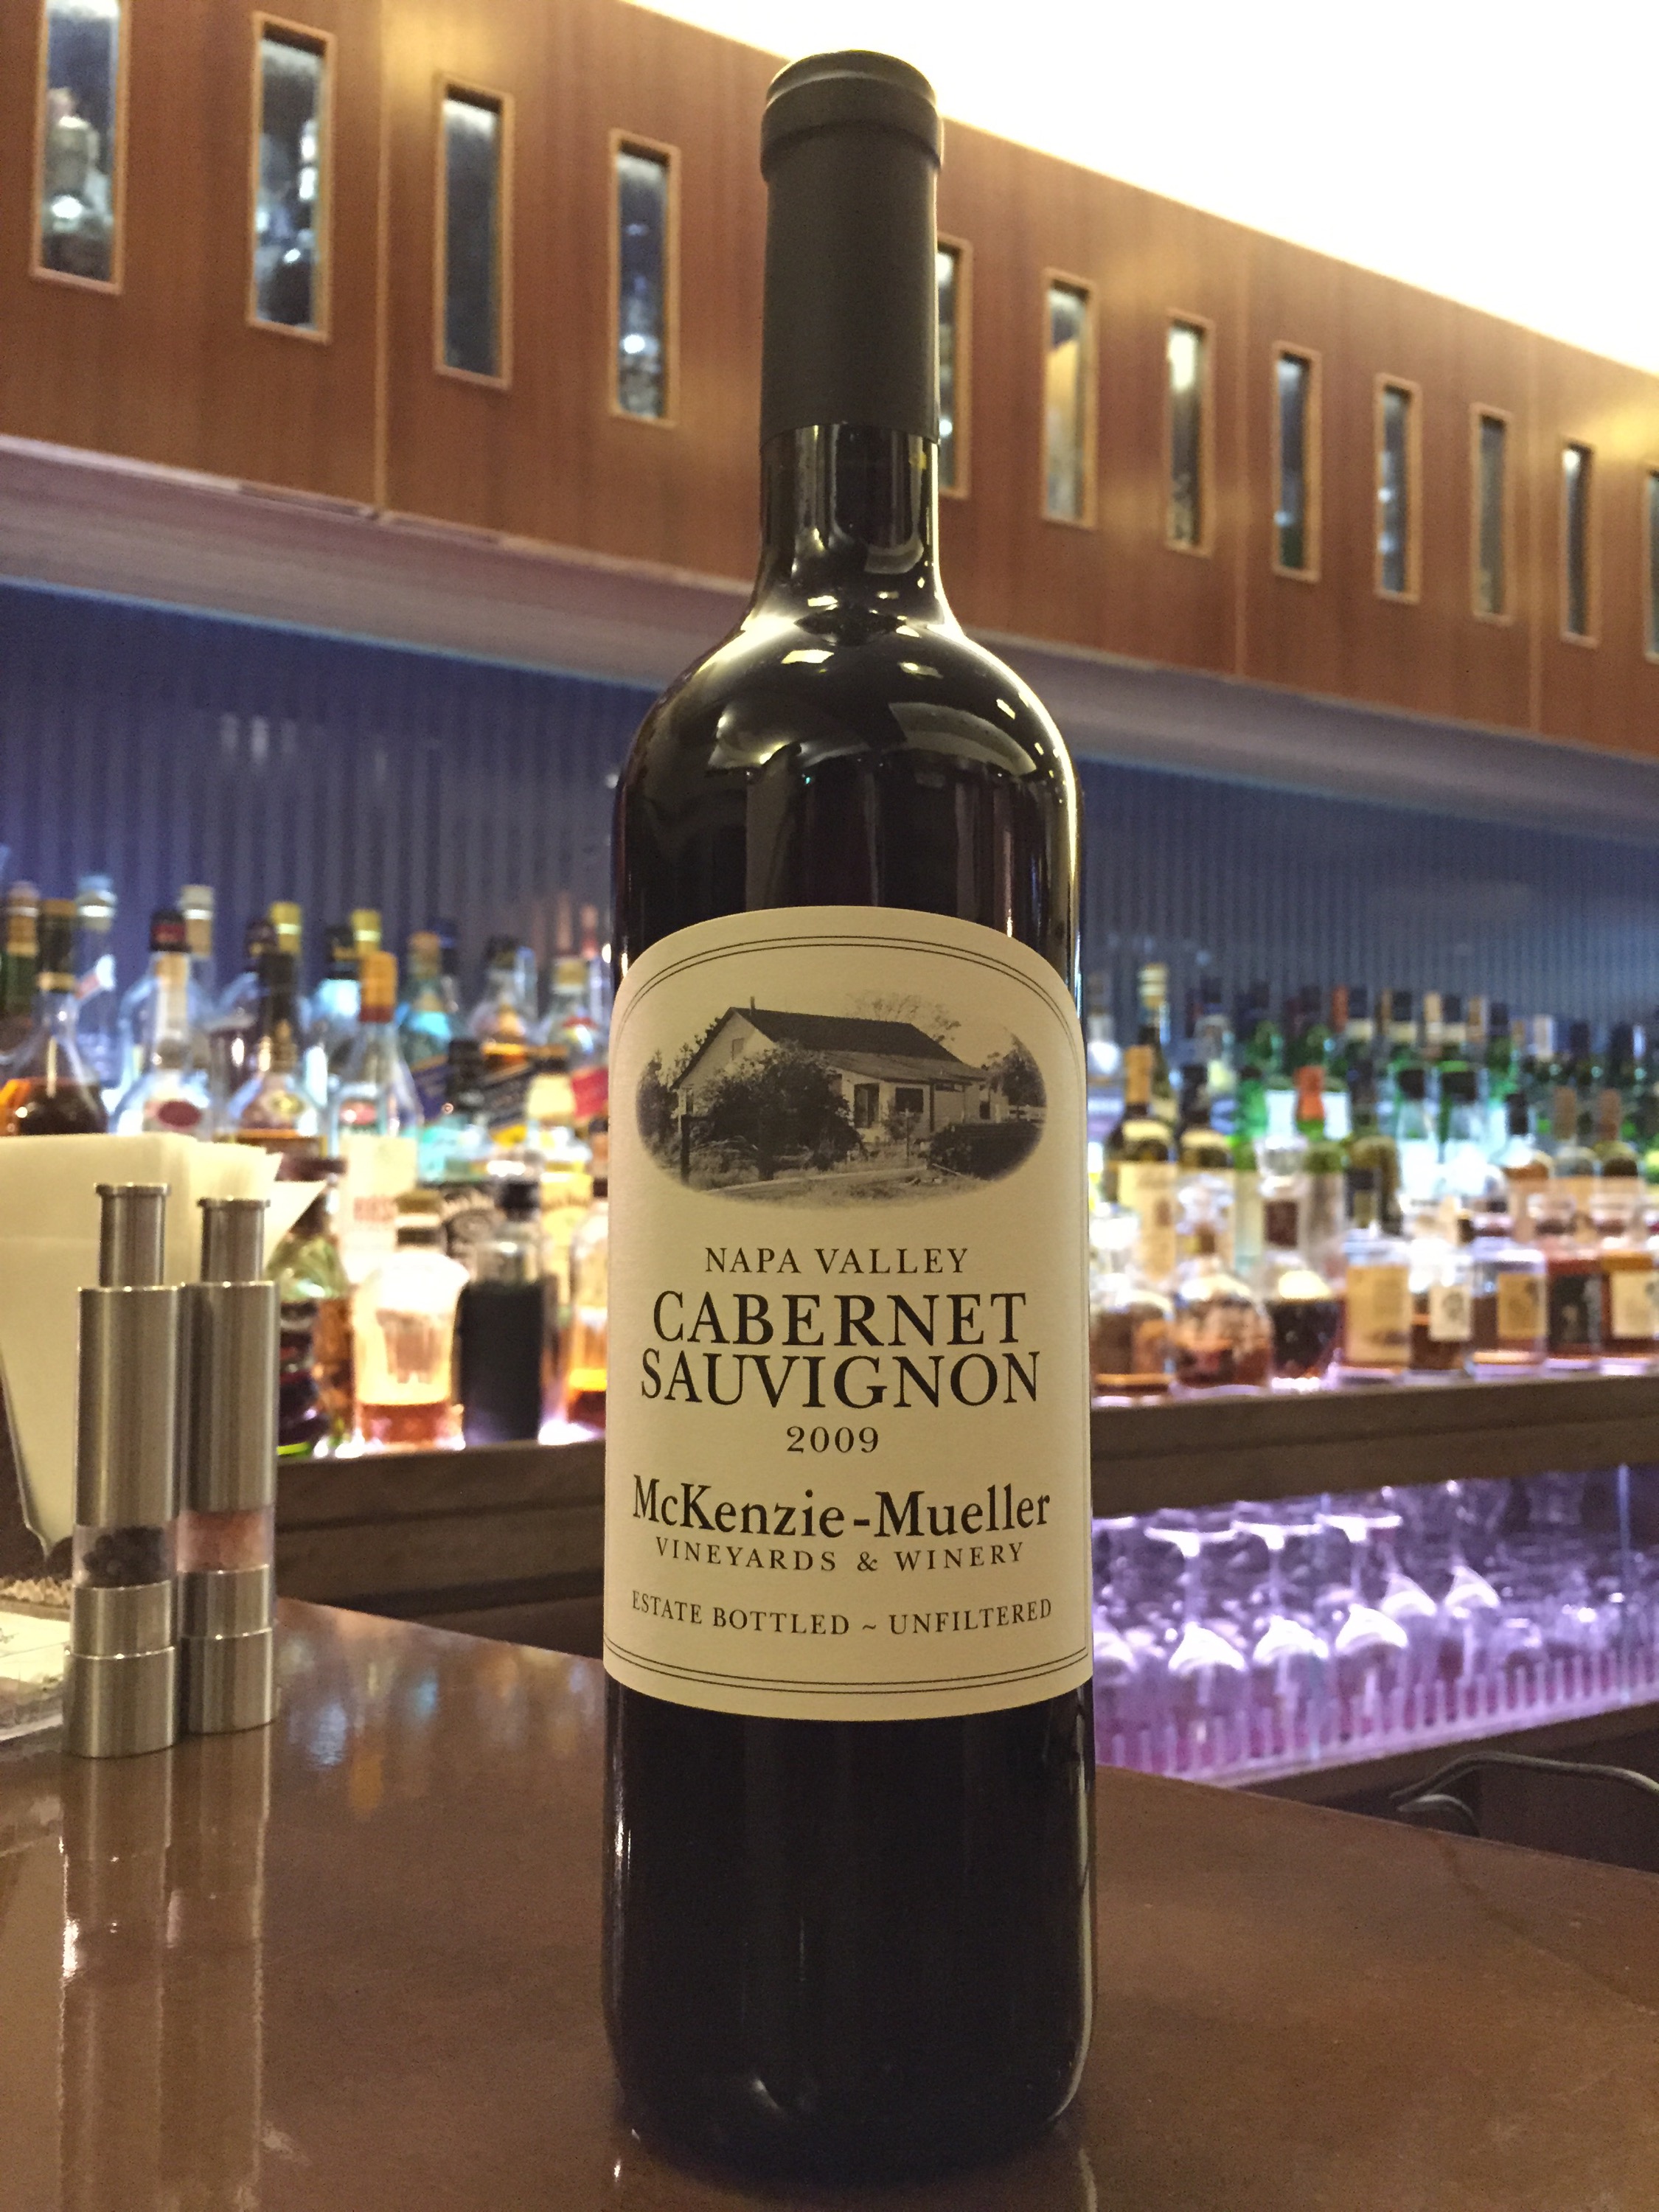 NAPA VALLEY
CABERNET
SAUVIGNON
2009
McKenzie-Mueller
VINEYARDS & WINERY
ESTATE BOTTLED ~ UNFILTERED